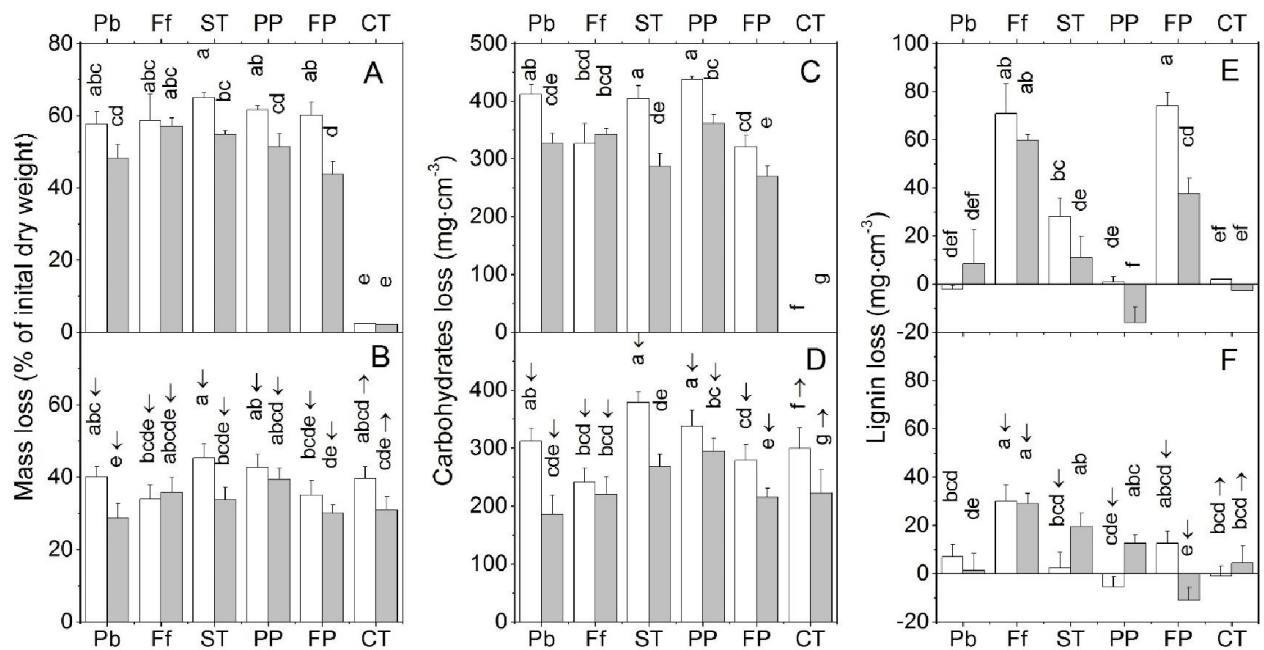 Pb Ff ST PP FP CT
Pb Ff ST PP FP CT
Pb Ff ST PP FP CT
Mass loss (% of inital dry weight)
80
60
40
20
0
A
abc
cd
abc
abc
a
bc
ab
cd
ab
d
e
e
60
40
20
0
B
abc ↓
e ↓
bcde ↓
abcde ↓
a ↓
bcde ↓
ab ↓
abcd ↓
bcde ↓
de ↓
abcd ↑
cde ↑
Pb Ff ST PP FP CT
Carbohydrates loss (mg·cm-3)
500
400
300
200
100
0
C
ab
cde
bcd
bcd
a
de
a
bc
cd
e
f
g
400
300
200
100
0
D
ab ↓
cde ↓
bcd ↓
bcd ↓
a ↓
de
a ↓
bc ↓
cd ↓
e ↓
f ↑
g ↑
Pb Ff ST PP FP CT
Lignin loss (mg·cm-3)
100
80
60
40
20
0
-20
E
def
def
ab
ab
bc
de
de
f
a
cd
ef
ef
80
60
40
20
0
-20
F
bcd
de
a ↓
a ↓
bcd ↓
ab
cde ↓
abc
abcd ↓
e ↓
bcd ↑
bcd ↑
Pb Ff ST PP FP CT